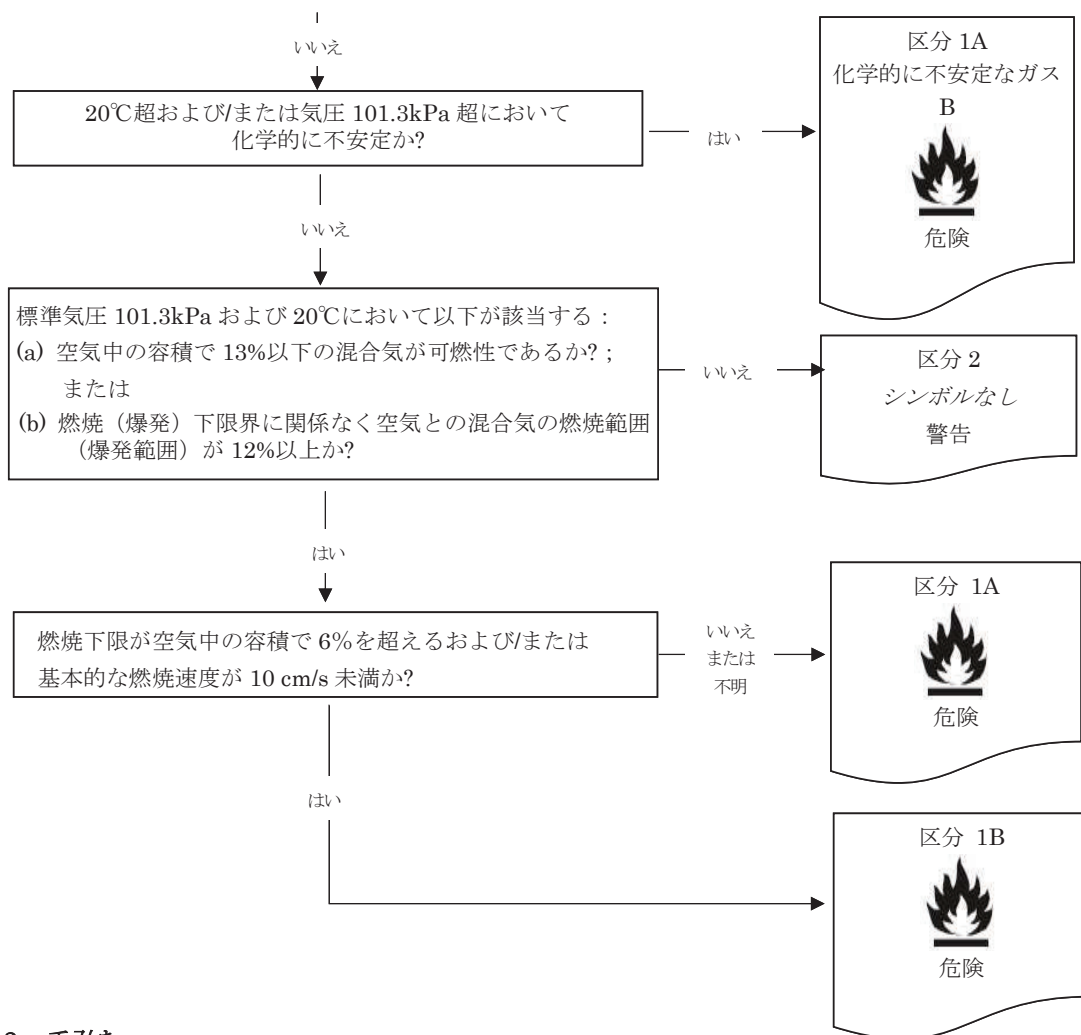 いいえ
20℃超および/または気圧 101.3kPa 超において
化学的に不安定か?
はい
区分 1A
化学的に不安定なガス
B
危険
いいえ
標準気圧 101.3kPa および 20℃において以下が該当する：
(a) 空気中の容積で 13%以下の混合気が可燃性であるか?；
または
(b) 燃焼（爆発）下限界に関係なく空気との混合気の燃焼範囲
（爆発範囲）が 12%以上か?
いいえ
区分 2
シンボルなし
警告
はい
燃焼下限が空気中の容積で 6%を超えるおよび/または
基本的な燃焼速度が 10 cm/s 未満か?
いいえ
または
不明
区分 1A
危険
はい
区分 1B
危険